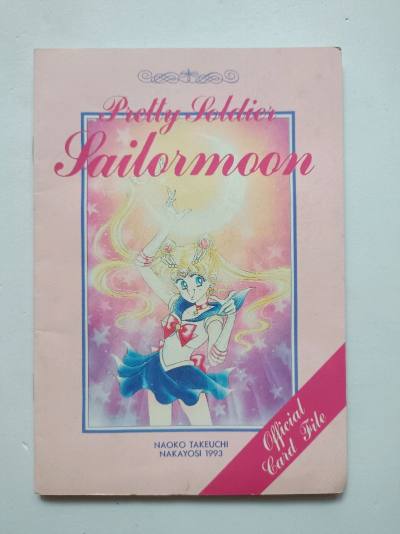 Pretty Soldier
Sailormoon
NAOKO TAKEUCHI
NAKAYOSI 1993
Official
Card File